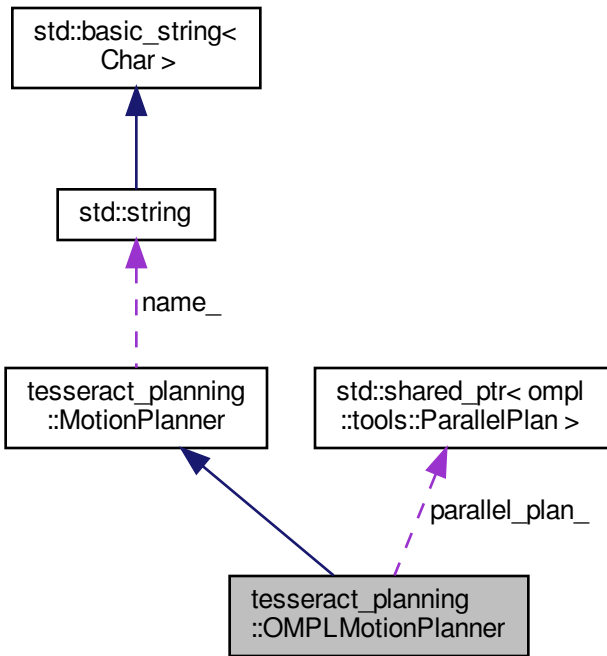 std::basic_string<
Char >
std::string
name_
tesseract_planning
::MotionPlanner
std::shared_ptr< ompl
::tools::ParallelPlan >
parallel_plan_
tesseract_planning
::OMPLMotionPlanner